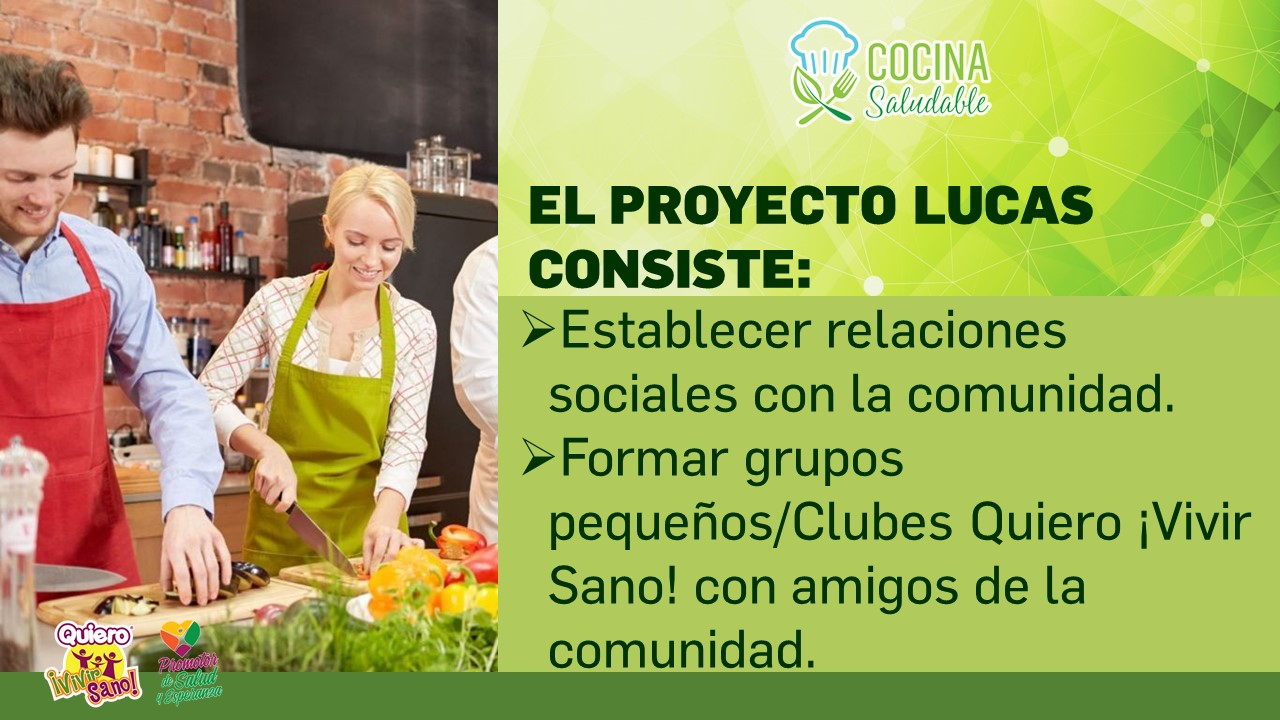 COCINA
Saludable
EL PROYECTO LUCAS
CONSISTE:
➢Establecer relaciones
sociales con la comunidad.
➢Formar grupos
pequeños/Clubes Quiero ¡Vivir
Sano! con amigos de la
comunidad.
Quiero
¡Vivir
Sano!
Promotor
de Salud
y Esperanza